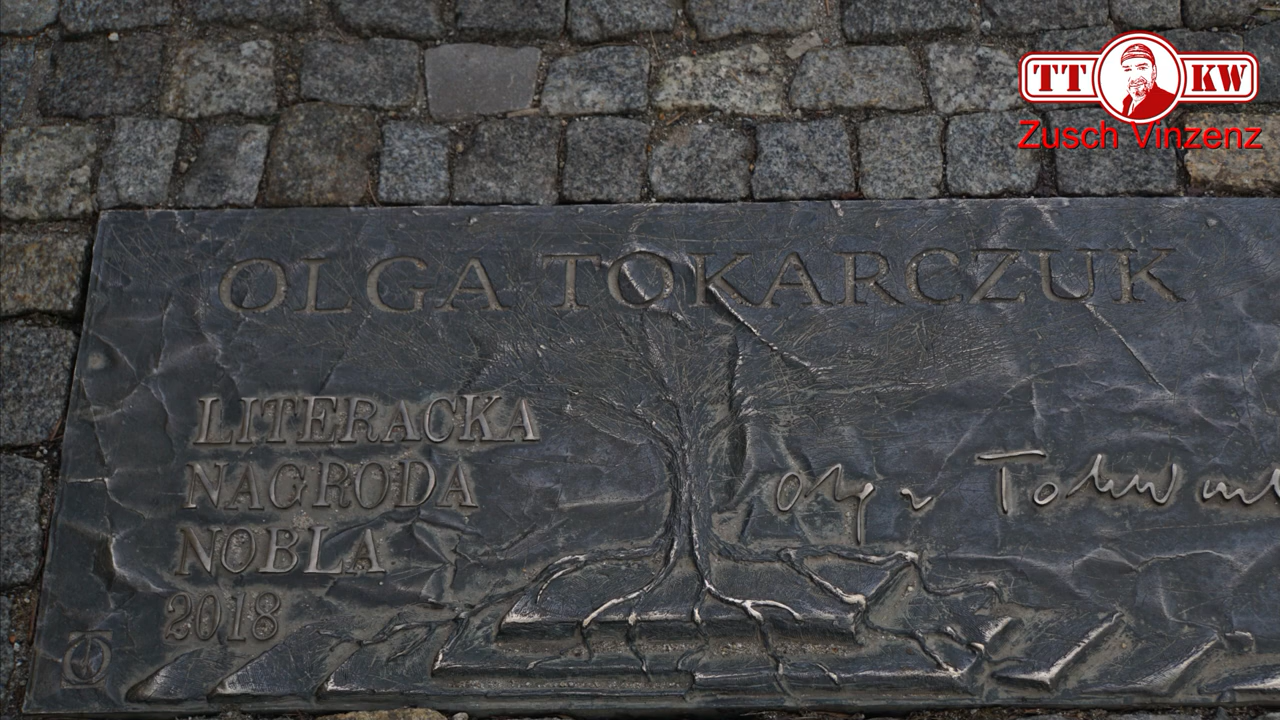 TT KW
Zusch Vinzenz
OLGA TOKARCZUK
LITERACKA
NAGRODA
NOBLA
2018